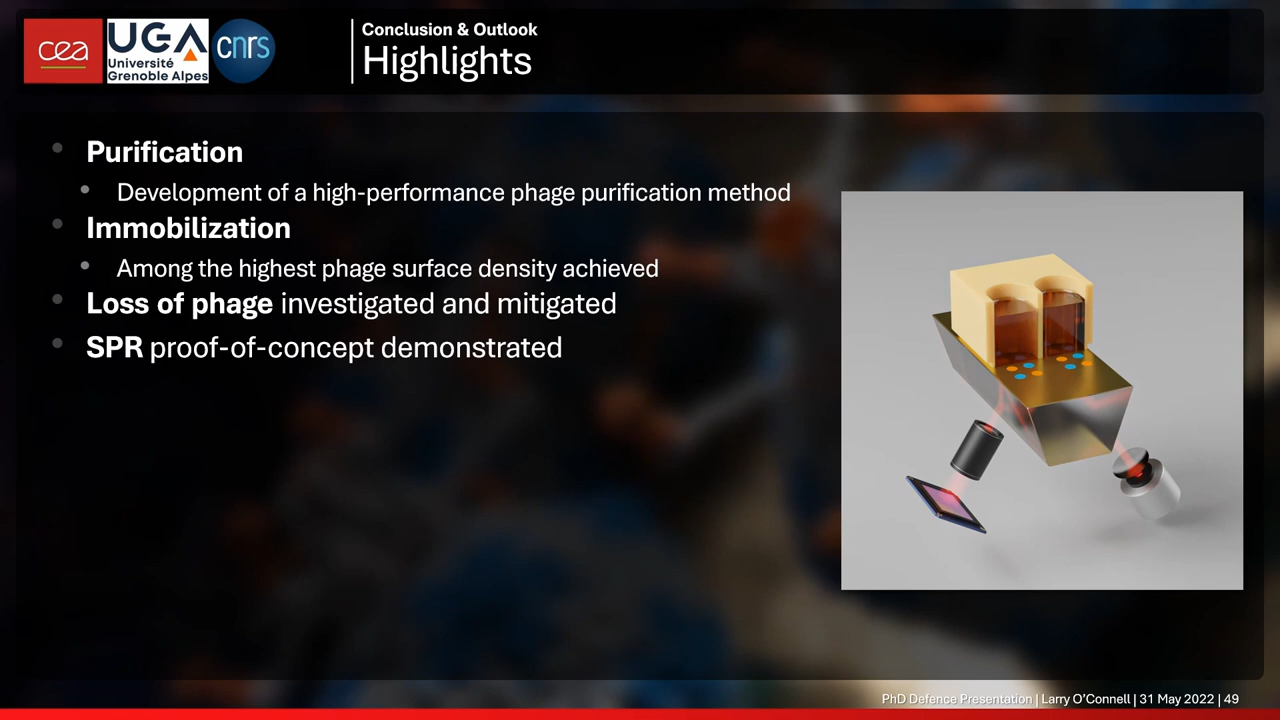 cea
UGA
Université
Grenoble Alpes
cnrs
Conclusion & Outlook
Highlights
Purification
Development of a high-performance phage purification method
Immobilization
Among the highest phage surface density achieved
Loss of phage investigated and mitigated
SPR proof-of-concept demonstrated
PhD Defence Presentation | Larry O'Connell | 31 May 2022 | 49